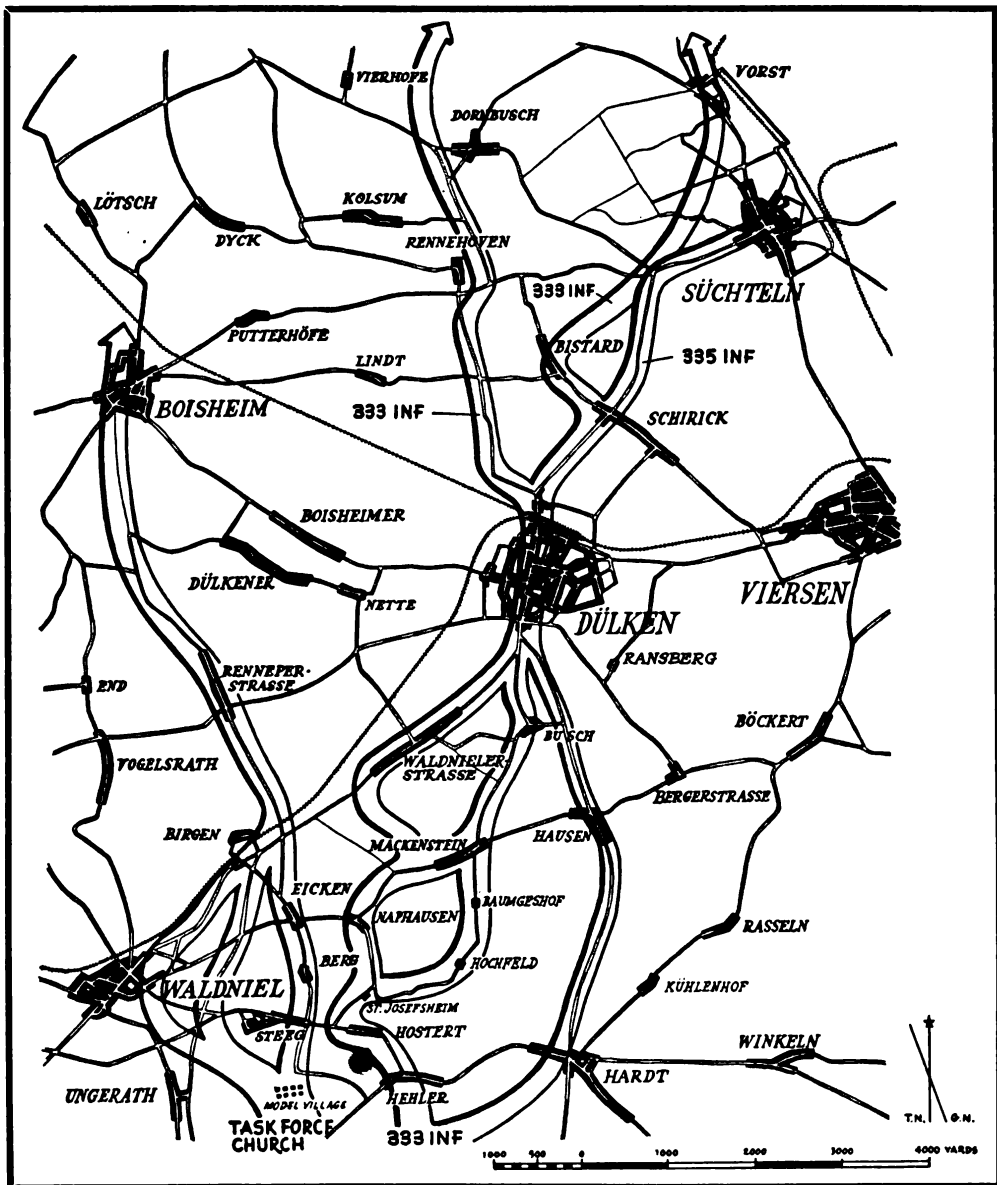 VIERHOFE
VORST
DORNBUSCH
LÖTSCH
KOLSUM
DYCK
RENNEHOVEN
333 INF
SÜCHTELN
PUTTERHÖFE
BISTARD
335 INF
LINDT
BOISHEIM
333 INF
SCHIRICK
BOISHEIMER
DÜLKENER
NETTE
VIERSEN
DÜLKEN
RANSBERG
RENNEPER-
STRASSE
END
BÖCKERT
BUSCH
VOGELSRATH
WALDNIELER-
STRASSE
BERGERSTRASSE
BIRGEN
MACKENSTEIN
HAUSEN
EICKEN
NAPHAUSEN
BAUMGESHOF
RASSELN
BERG
HOCHFELD
WALDNIEL
KÜHLENHOF
ST. JOSEFSHEIM
STEEG
HOSTERT
WINKELN
UNGERATH
HEHLER
HARDT
MODEL VILLAGE
TASK FORCE
CHURCH
333 INF
T.N. G.N.
1000 500 0 1000 2000 3000 4000 YARDS